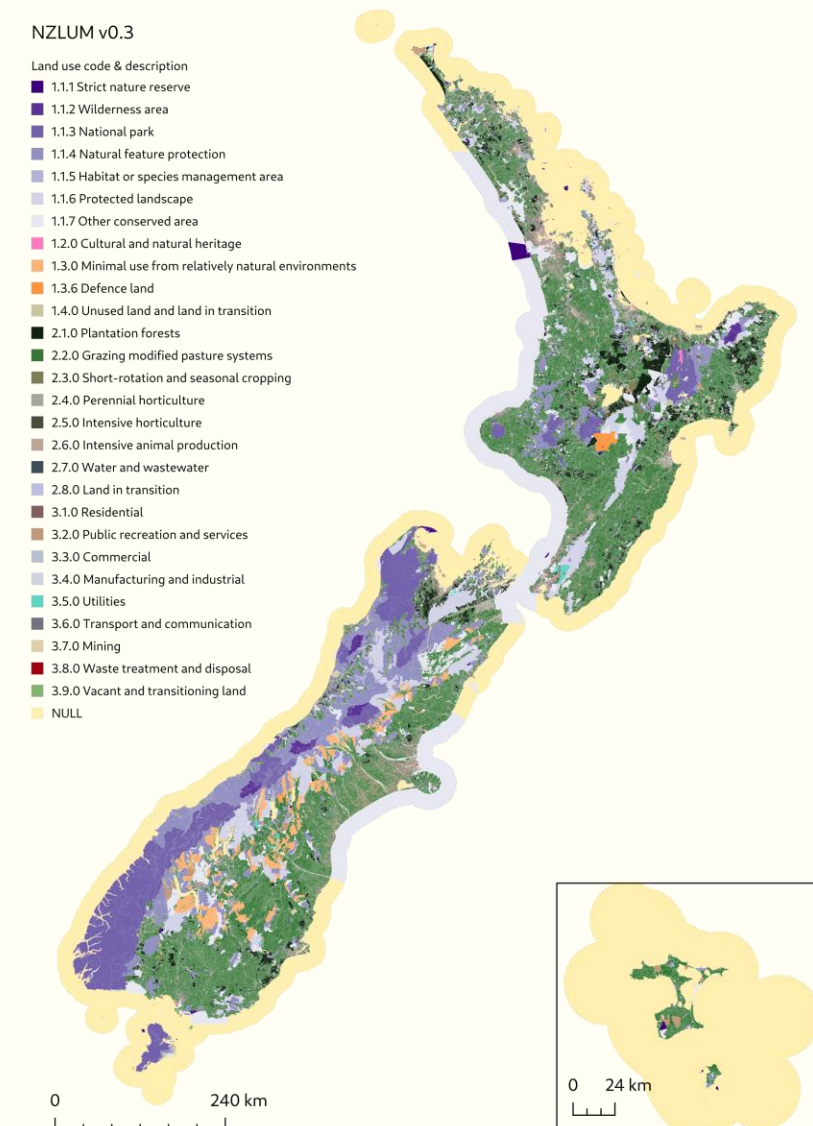 NZLUM v0.3
Land use code & description
1.1.1 Strict nature reserve
1.1.2 Wilderness area
1.1.3 National park
1.1.4 Natural feature protection
1.1.5 Habitat or species management area
1.1.6 Protected landscape
1.1.7 Other conserved area
1.2.0 Cultural and natural heritage
1.3.0 Minimal use from relatively natural environments
1.3.6 Defence land
1.4.0 Unused land and land in transition
2.1.0 Plantation forests
2.2.0 Grazing modified pasture systems
2.3.0 Short-rotation and seasonal cropping
2.4.0 Perennial horticulture
2.5.0 Intensive horticulture
2.6.0 Intensive animal production
2.7.0 Water and wastewater
2.8.0 Land in transition
3.1.0 Residential
3.2.0 Public recreation and services
3.3.0 Commercial
3.4.0 Manufacturing and industrial
3.5.0 Utilities
3.6.0 Transport and communication
3.7.0 Mining
3.8.0 Waste treatment and disposal
3.9.0 Vacant and transitioning land
NULL
0 240 km
0 24 km